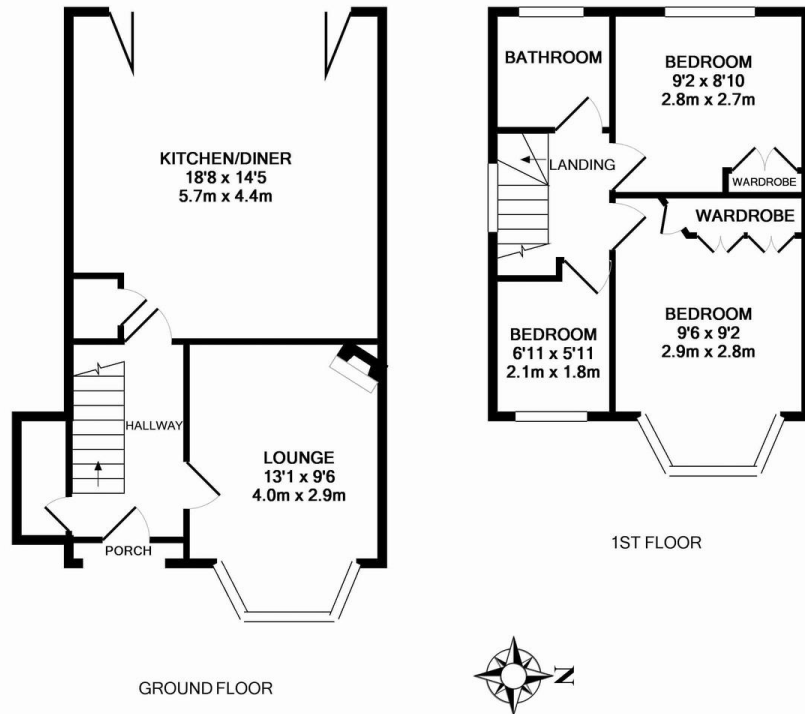 KITCHEN/DINER
18'8 x 14'5
5.7m x 4.4m
HALLWAY
LOUNGE
13'1 x 9'6
4.0m x 2.9m
PORCH
GROUND FLOOR
BATHROOM
BEDROOM
9'2 x 8'10
2.8m x 2.7m
LANDING
WARDROBE
WARDROBE
BEDROOM
6'11 x 5'11
2.1m x 1.8m
BEDROOM
9'6 x 9'2
2.9m x 2.8m
1ST FLOOR
N